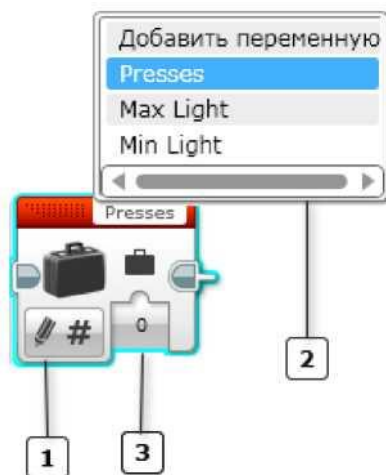 Добавить переменную
Presses
Max Light
Min Light
Presses
#
0
2
1
3